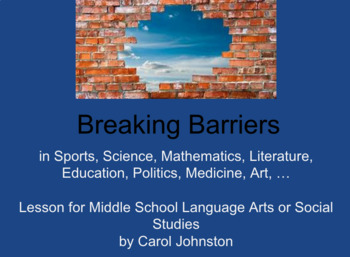 Breaking Barriers
in Sports, Science, Mathematics, Literature,
Education, Politics, Medicine, Art, …
Lesson for Middle School Language Arts or Social
Studies
by Carol Johnston